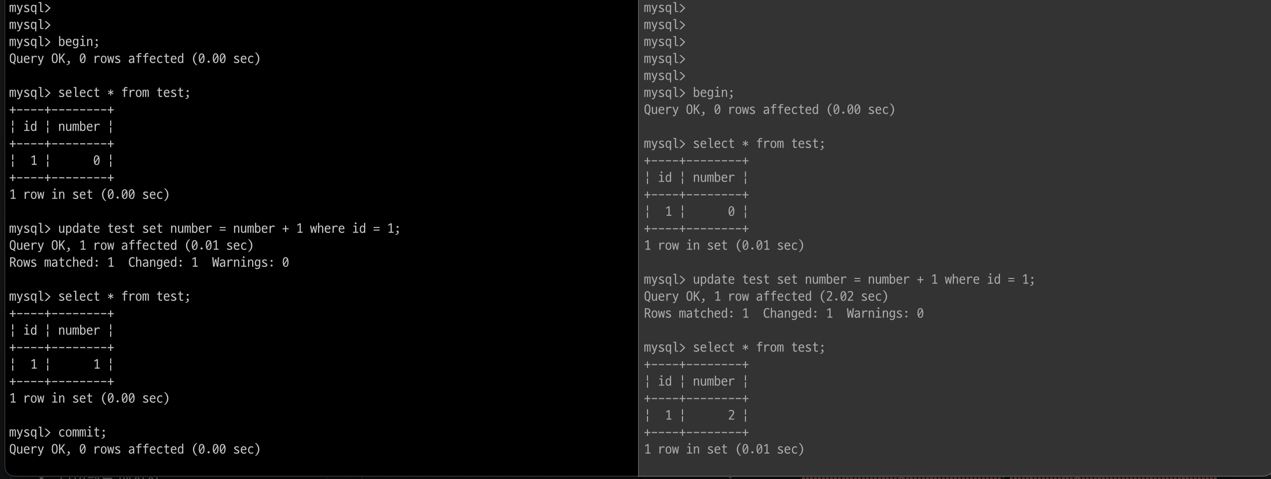 mysql>
mysql>
mysql> begin;
Query OK, 0 rows affected (0.00 sec)
mysql> select * from test;
+----+--------+
¦ id ¦ number ¦
+----+--------+
¦  1 ¦      0 ¦
+----+--------+
1 row in set (0.00 sec)
mysql> update test set number = number + 1 where id = 1;
Query OK, 1 row affected (0.01 sec)
Rows matched: 1  Changed: 1  Warnings: 0
mysql> select * from test;
+----+--------+
¦ id ¦ number ¦
+----+--------+
¦  1 ¦      1 ¦
+----+--------+
1 row in set (0.00 sec)
mysql> commit;
Query OK, 0 rows affected (0.00 sec)
mysql>
mysql>
mysql>
mysql>
mysql>
mysql> begin;
Query OK, 0 rows affected (0.00 sec)
mysql> select * from test;
+----+--------+
¦ id ¦ number ¦
+----+--------+
¦  1 ¦      0 ¦
+----+--------+
1 row in set (0.01 sec)
mysql> update test set number = number + 1 where id = 1;
Query OK, 1 row affected (2.02 sec)
Rows matched: 1  Changed: 1  Warnings: 0
mysql> select * from test;
+----+--------+
¦ id ¦ number ¦
+----+--------+
¦  1 ¦      2 ¦
+----+--------+
1 row in set (0.01 sec)